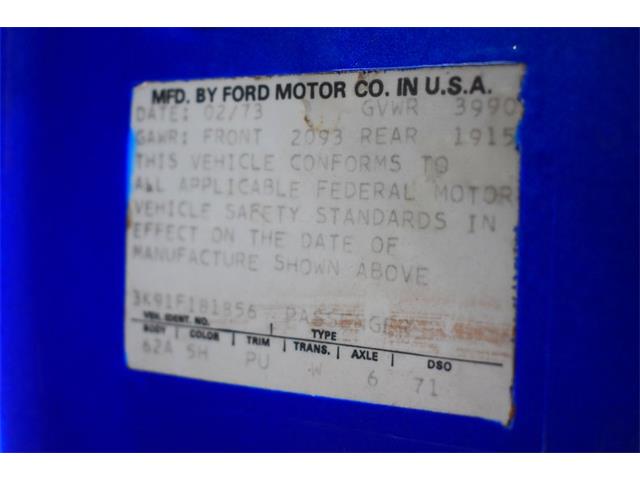 MFD. BY FORD MOTOR CO. IN U.S.A.
DATE: 02/73 GVWR 3990
GAWR: FRONT 2093 REAR 1915
THIS VEHICLE CONFORMS TO
ALL APPLICABLE FEDERAL MOTOR
VEHICLE SAFETY STANDARDS IN
EFFECT ON THE DATE OF
MANUFACTURE SHOWN ABOVE
3K91F181856 PASSENGER
VEH. IDENT. NO. TYPE
BODY COLOR TRIM TRANS. AXLE DSO
62A 5H PU W 6 71